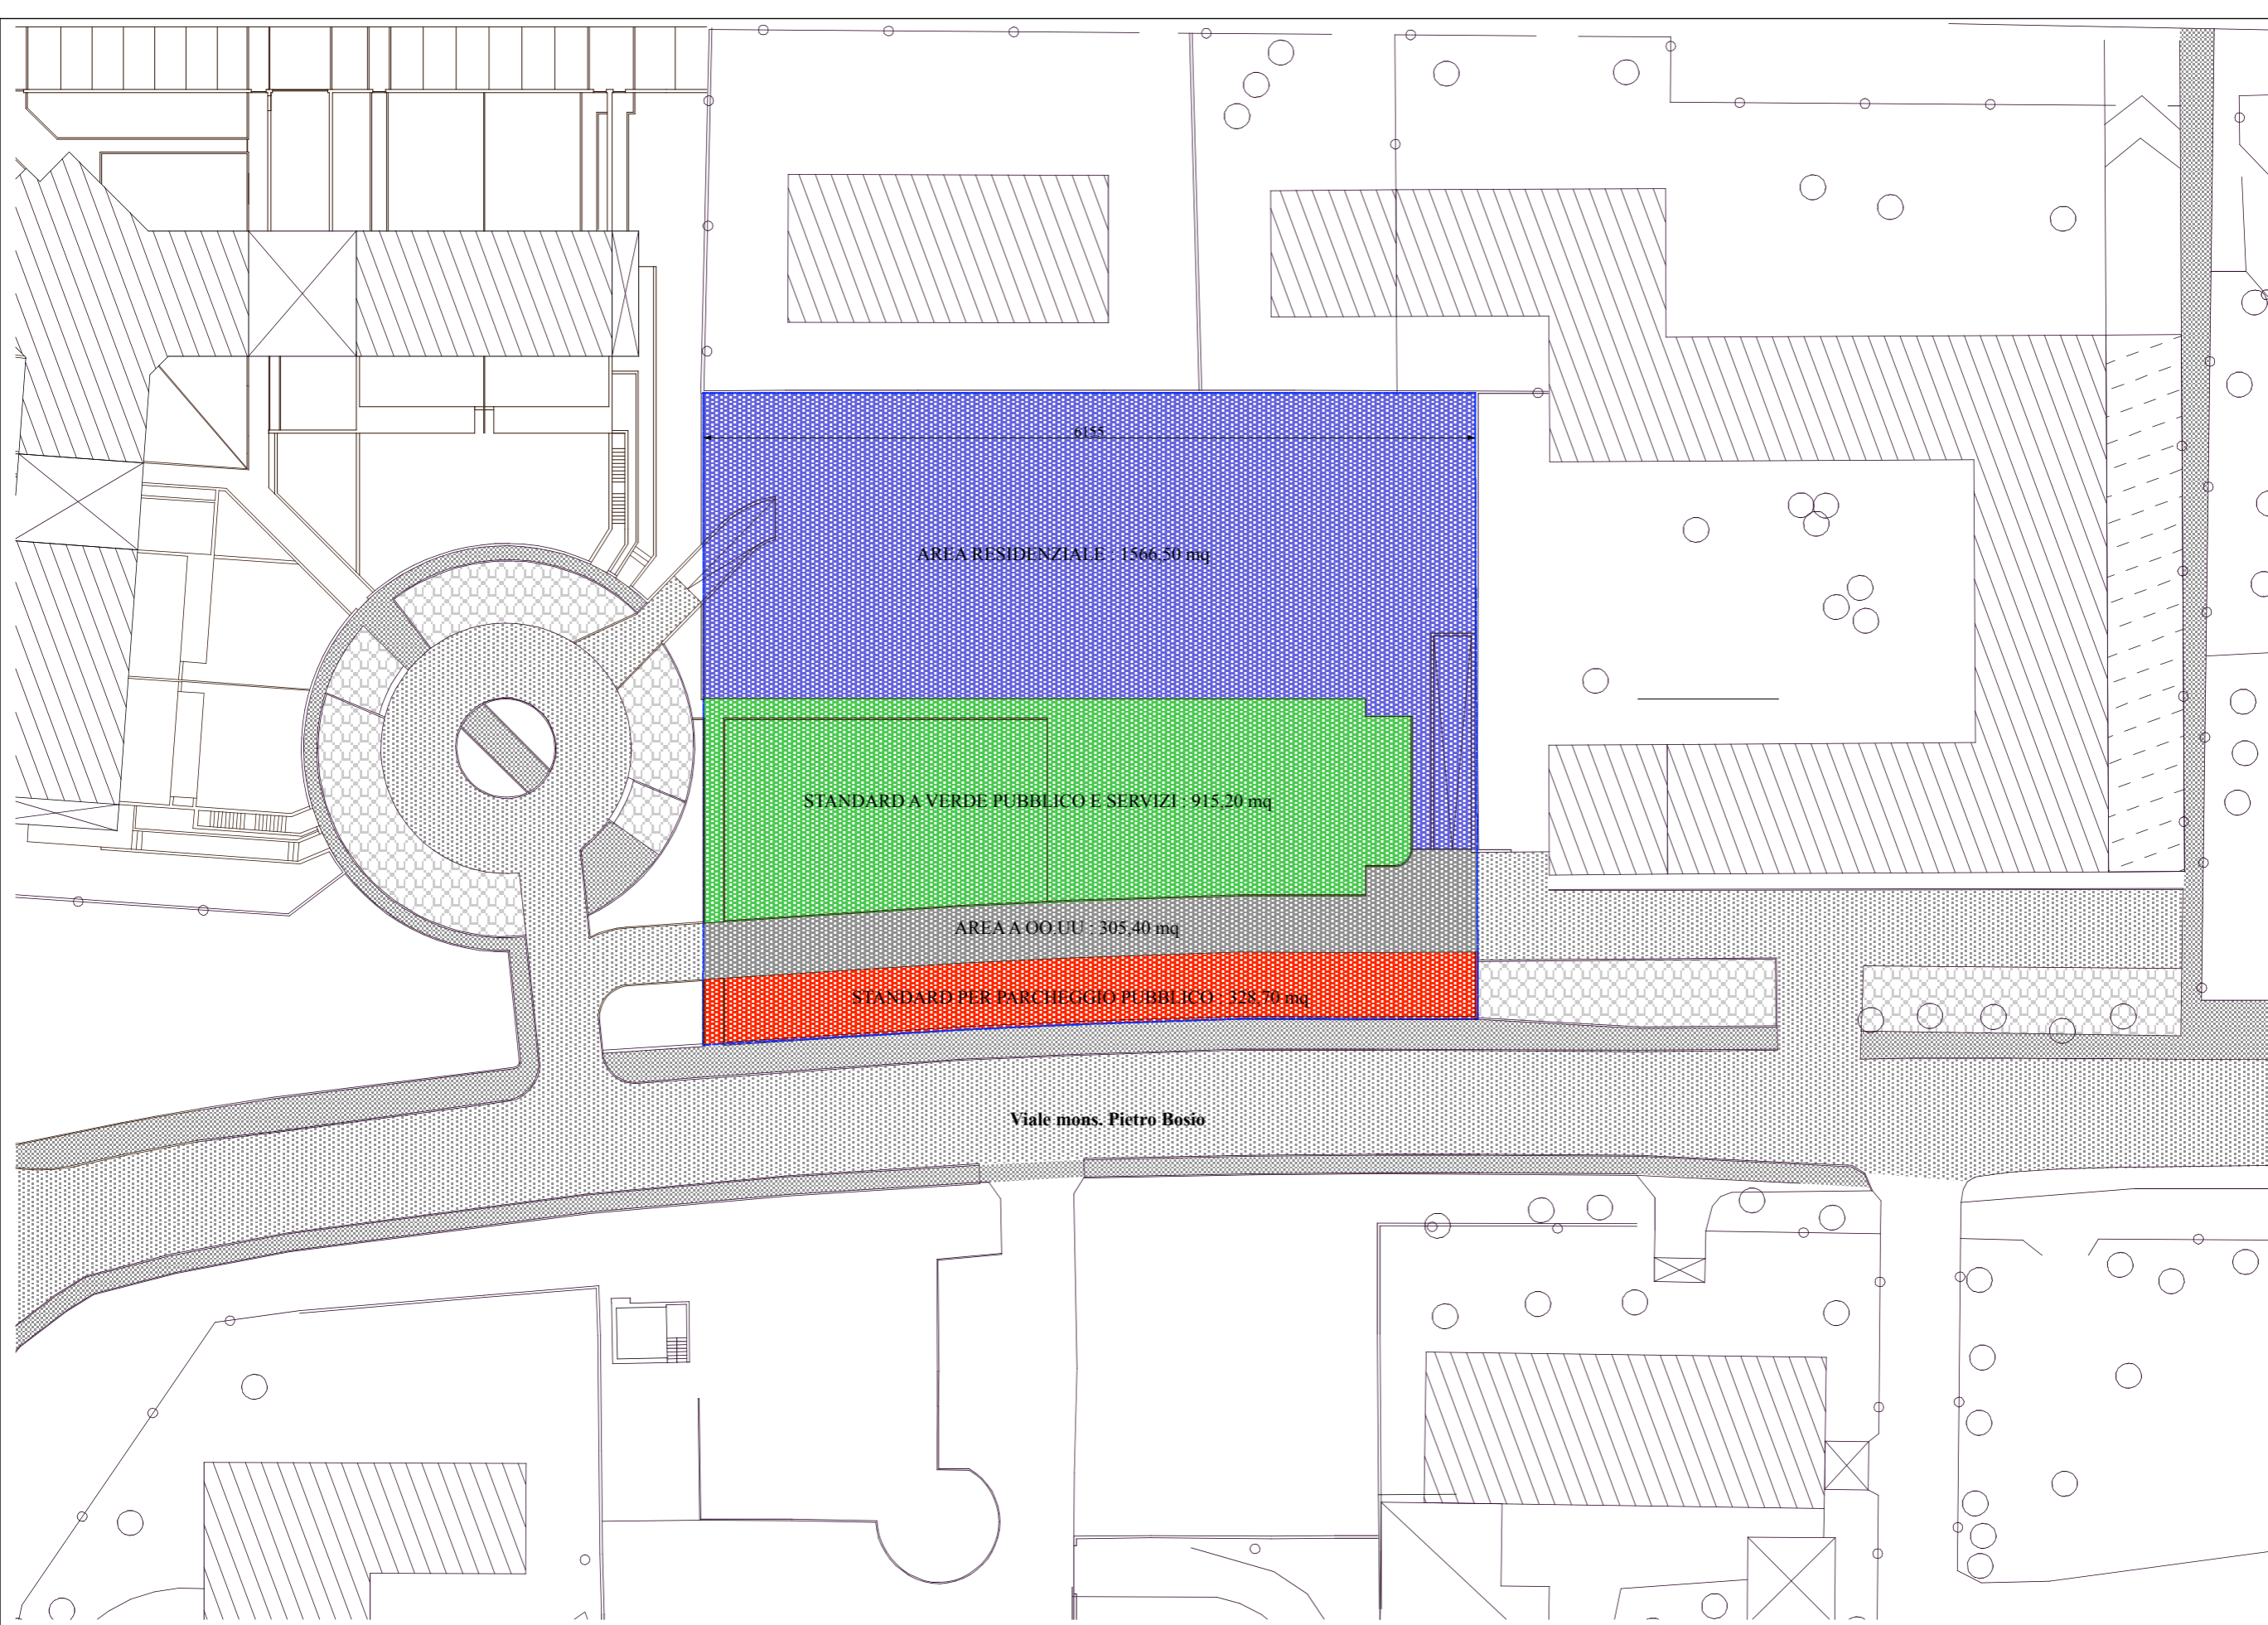 6155
AREA RESIDENZIALE : 1566,50 mq
STANDARD A VERDE PUBBLICO E SERVIZI : 915,20 mq
AREA A OO.UU : 305,40 mq
STANDARD PER PARCHEGGIO PUBBLICO : 328,70 mq
Viale mons. Pietro Bosio